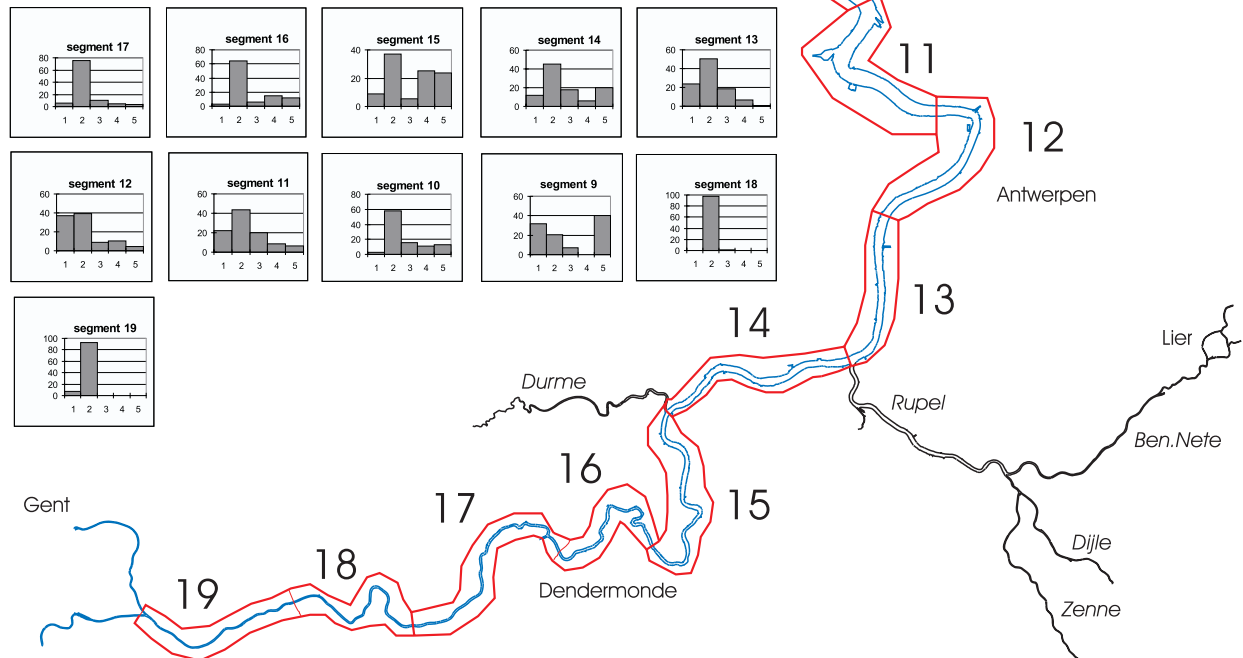 segment 17
80
60
40
20
0
1 2 3 4 5
segment 16
80
60
40
20
0
1 2 3 4 5
segment 15
40
20
0
1 2 3 4 5
segment 14
60
40
20
0
1 2 3 4 5
segment 13
60
40
20
0
1 2 3 4 5
segment 12
60
40
20
0
1 2 3 4 5
segment 11
60
40
20
0
1 2 3 4 5
segment 10
80
60
40
20
0
1 2 3 4 5
segment 9
60
40
20
0
1 2 3 4 5
segment 18
100
80
60
40
20
0
1 2 3 4 5
segment 19
100
80
60
40
20
0
1 2 3 4 5
11
12
Antwerpen
13
14
Lier
Durme
Rupel
Ben.Nete
16
15
17
Gent
Dijle
18
Dendermonde
19
Zenne